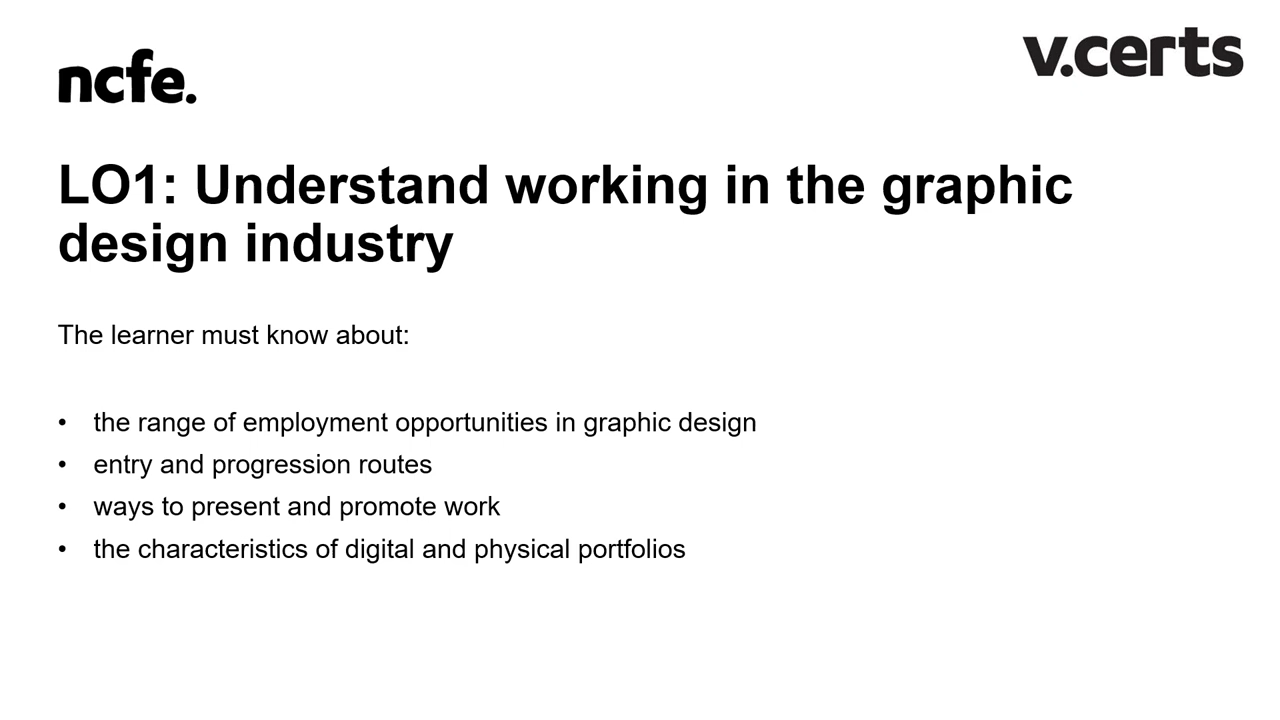 ncfe.
v.certs
LO1: Understand working in the graphic
design industry
The learner must know about:
• the range of employment opportunities in graphic design
• entry and progression routes
• ways to present and promote work
• the characteristics of digital and physical portfolios